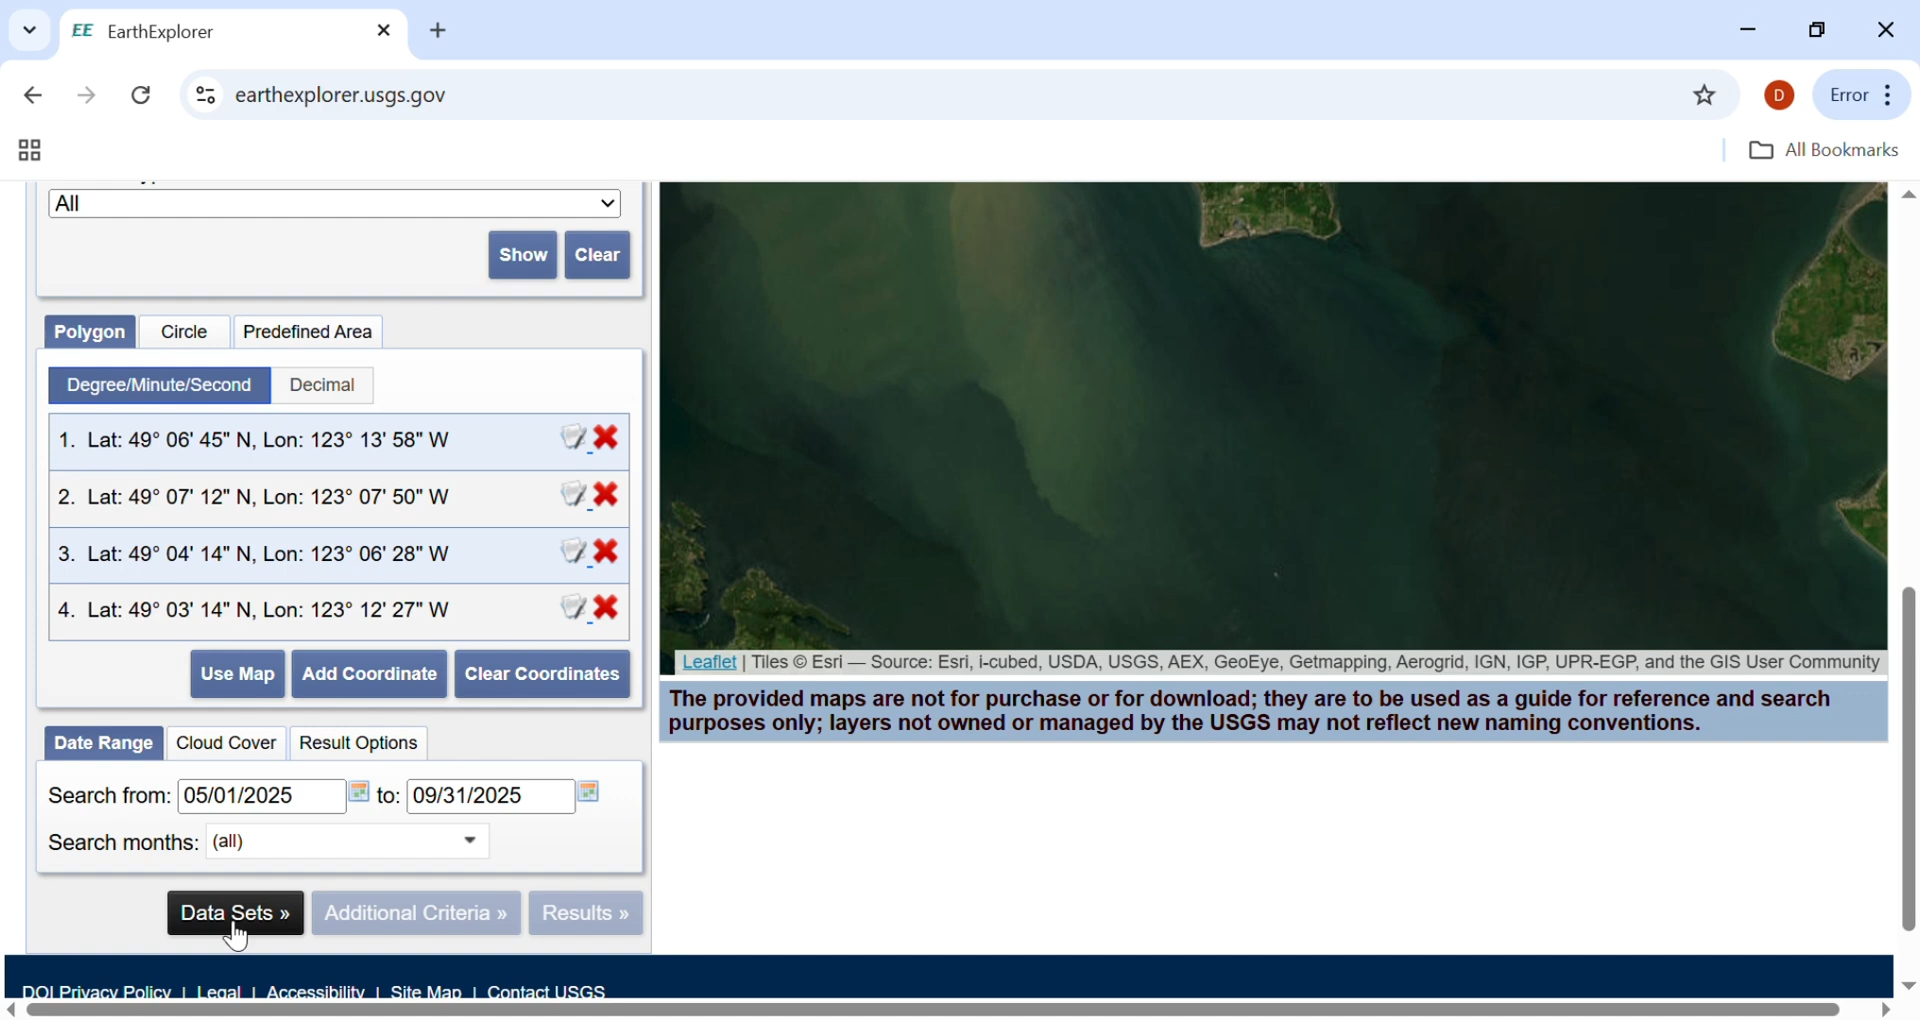 EE EarthExplorer
earthexplorer.usgs.gov
D
Error
All Bookmarks
All
Show Clear
Polygon Circle Predefined Area
Degree/Minute/Second Decimal
1. Lat: 49° 06' 45" N, Lon: 123° 13' 58" W
2. Lat: 49° 07' 12" N, Lon: 123° 07' 50" W
3. Lat: 49° 04' 14" N, Lon: 123° 06' 28" W
4. Lat: 49° 03' 14" N, Lon: 123° 12' 27" W
Use Map Add Coordinate Clear Coordinates
Date Range Cloud Cover Result Options
Search from: 05/01/2025 to: 09/31/2025
Search months: (all)
Data Sets » Additional Criteria » Results »
Leaflet | Tiles © Esri — Source: Esri, i-cubed, USDA, USGS, AEX, GeoEye, Getmapping, Aerogrid, IGN, IGP, UPR-EGP, and the GIS User Community
The provided maps are not for purchase or for download; they are to be used as a guide for reference and search
purposes only; layers not owned or managed by the USGS may not reflect new naming conventions.
DOI Privacy Policy | Legal | Accessibility | Site Map | Contact USGS